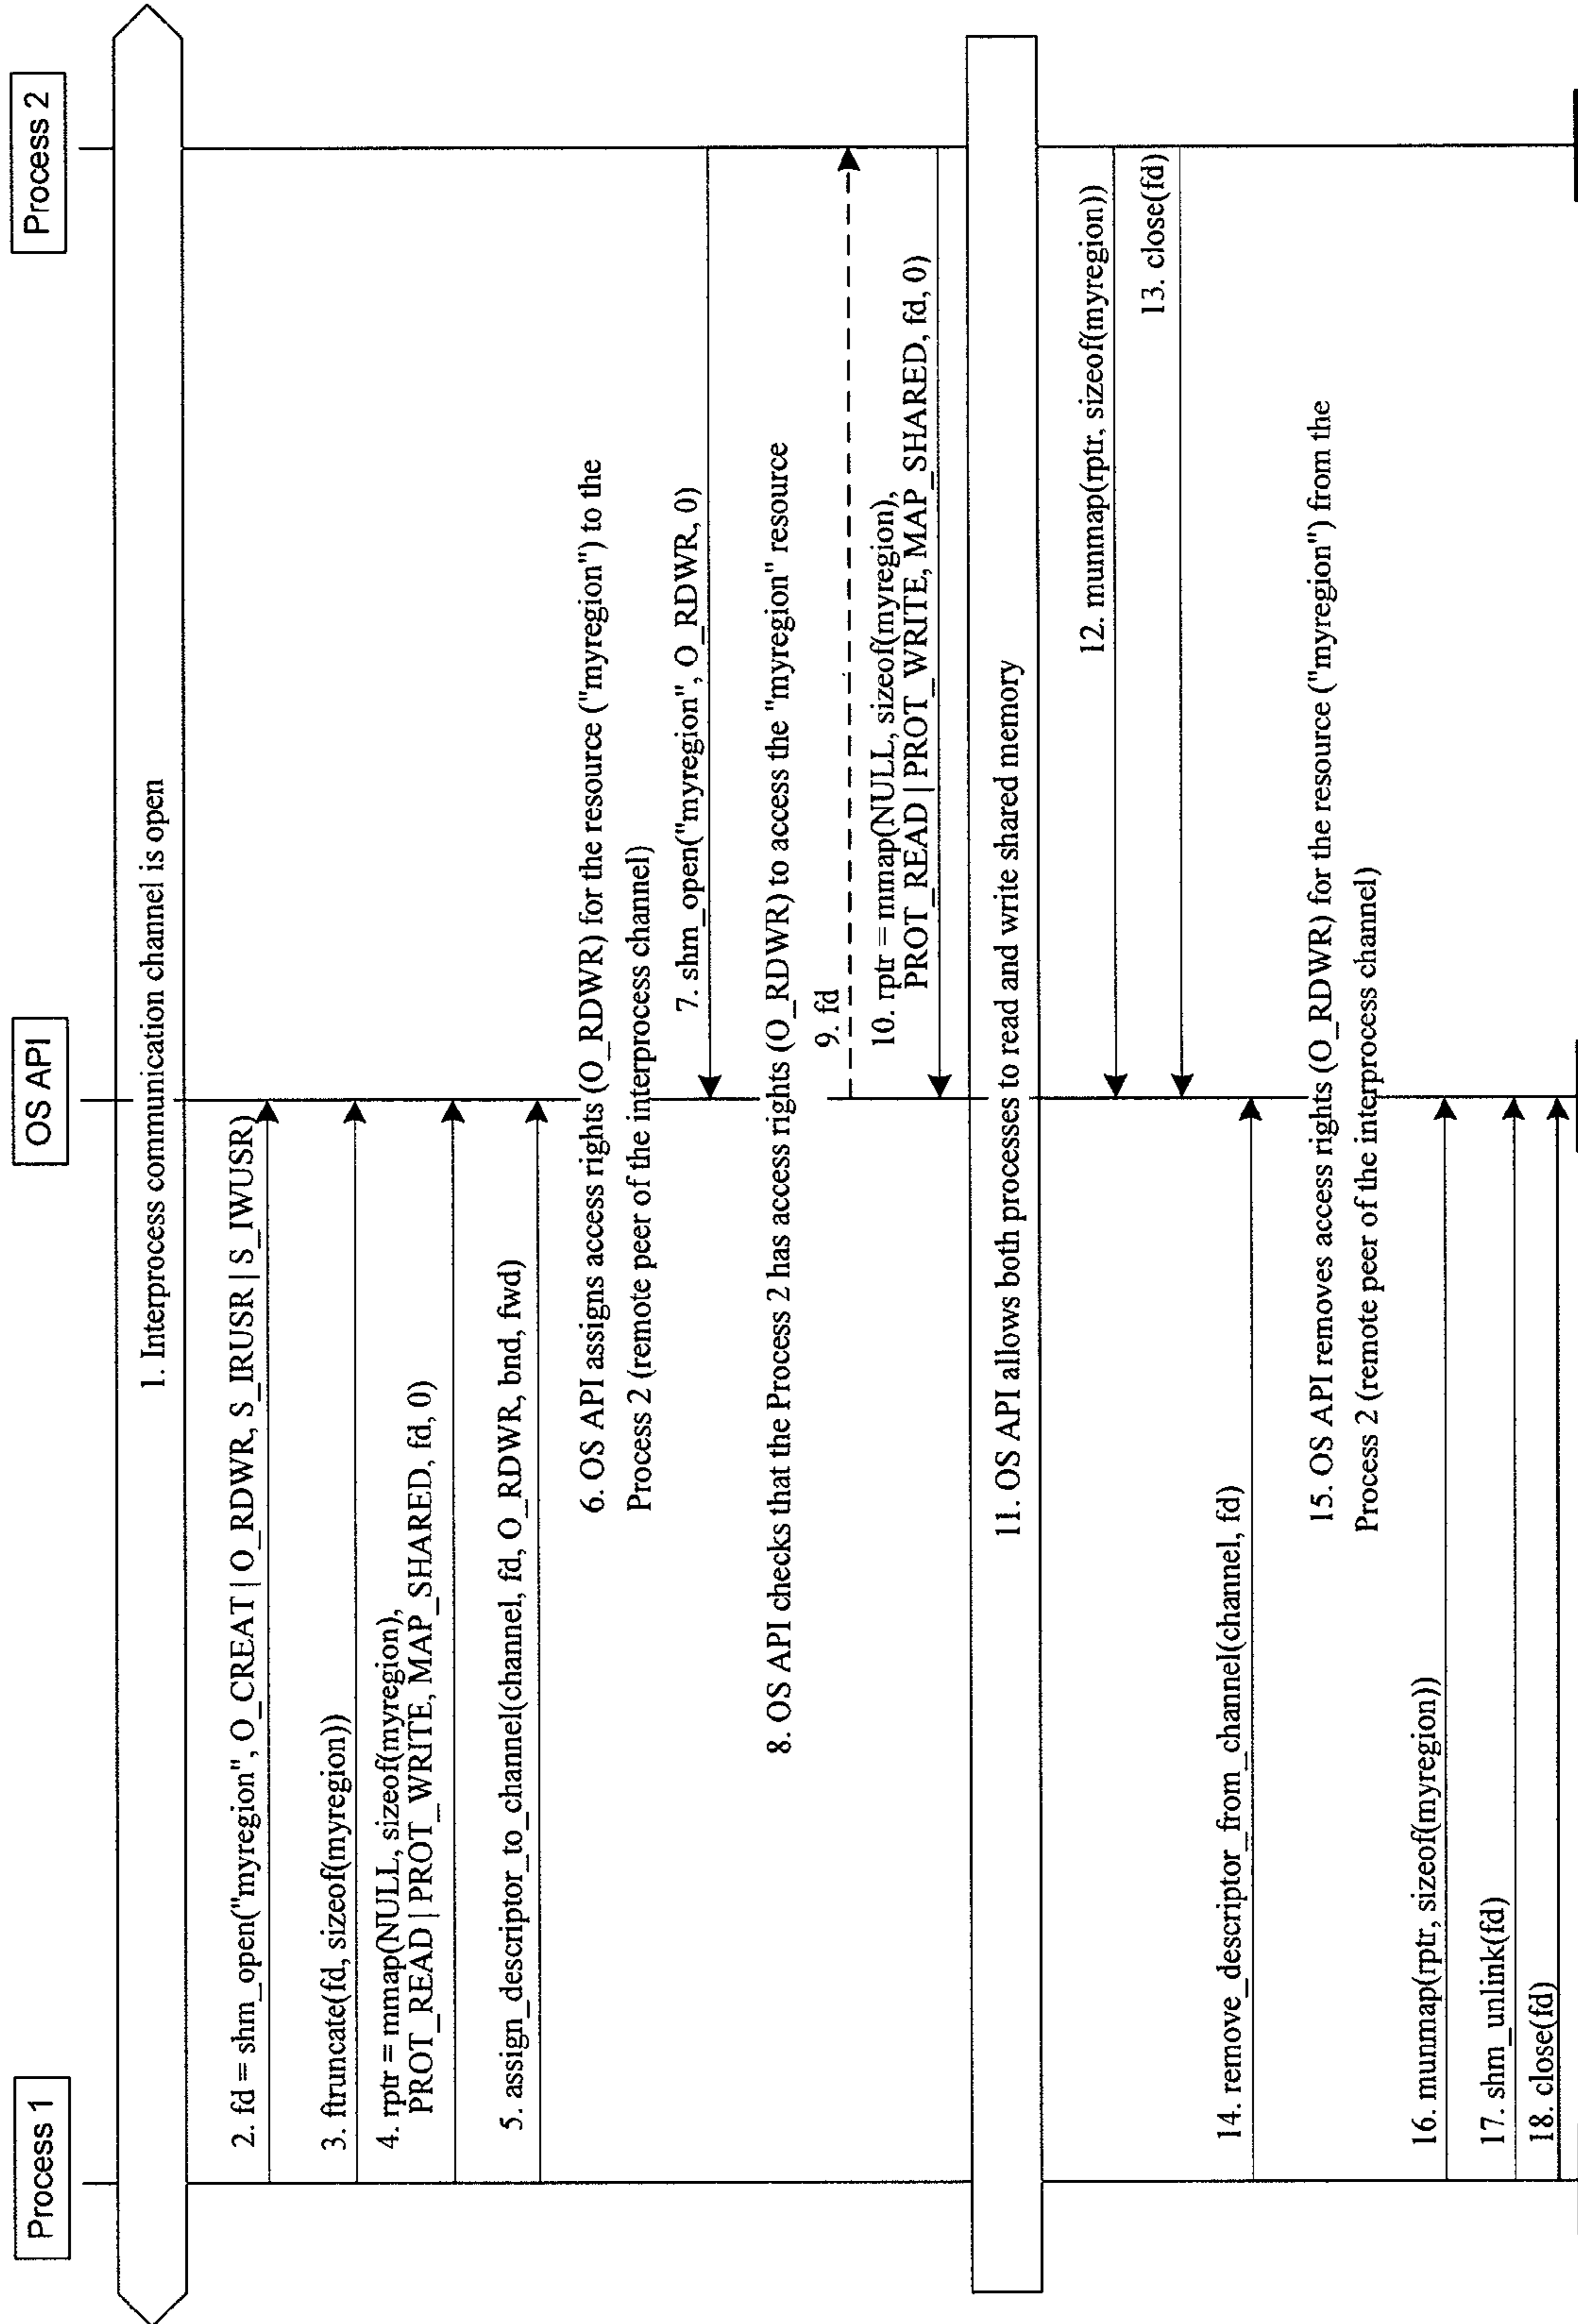 Process 1
OS API
Process 2
1. Interprocess communication channel is open
2. fd = shm_open("myregion", O_CREAT | O_RDWR, S_IRUSR | S_IWUSR)
3. ftruncate(fd, sizeof(myregion))
4. rptr = mmap(NULL, sizeof(myregion),
PROT_READ | PROT_WRITE, MAP_SHARED, fd, 0)
5. assign_descriptor_to_channel(channel, fd, O_RDWR, bnd, fwd)
6. OS API assigns access rights (O_RDWR) for the resource ("myregion") to the
Process 2 (remote peer of the interprocess channel)
7. shm_open("myregion", O_RDWR, 0)
8. OS API checks that the Process 2 has access rights (O_RDWR) to access the "myregion" resource
9. fd
10. rptr = mmap(NULL, sizeof(myregion),
PROT_READ | PROT_WRITE, MAP_SHARED, fd, 0)
11. OS API allows both processes to read and write shared memory
12. munmap(rptr, sizeof(myregion))
13. close(fd)
14. remove_descriptor_from_channel(channel, fd)
15. OS API removes access rights (O_RDWR) for the resource ("myregion") from the
Process 2 (remote peer of the interprocess channel)
16. munmap(rptr, sizeof(myregion))
17. shm_unlink(fd)
18. close(fd)